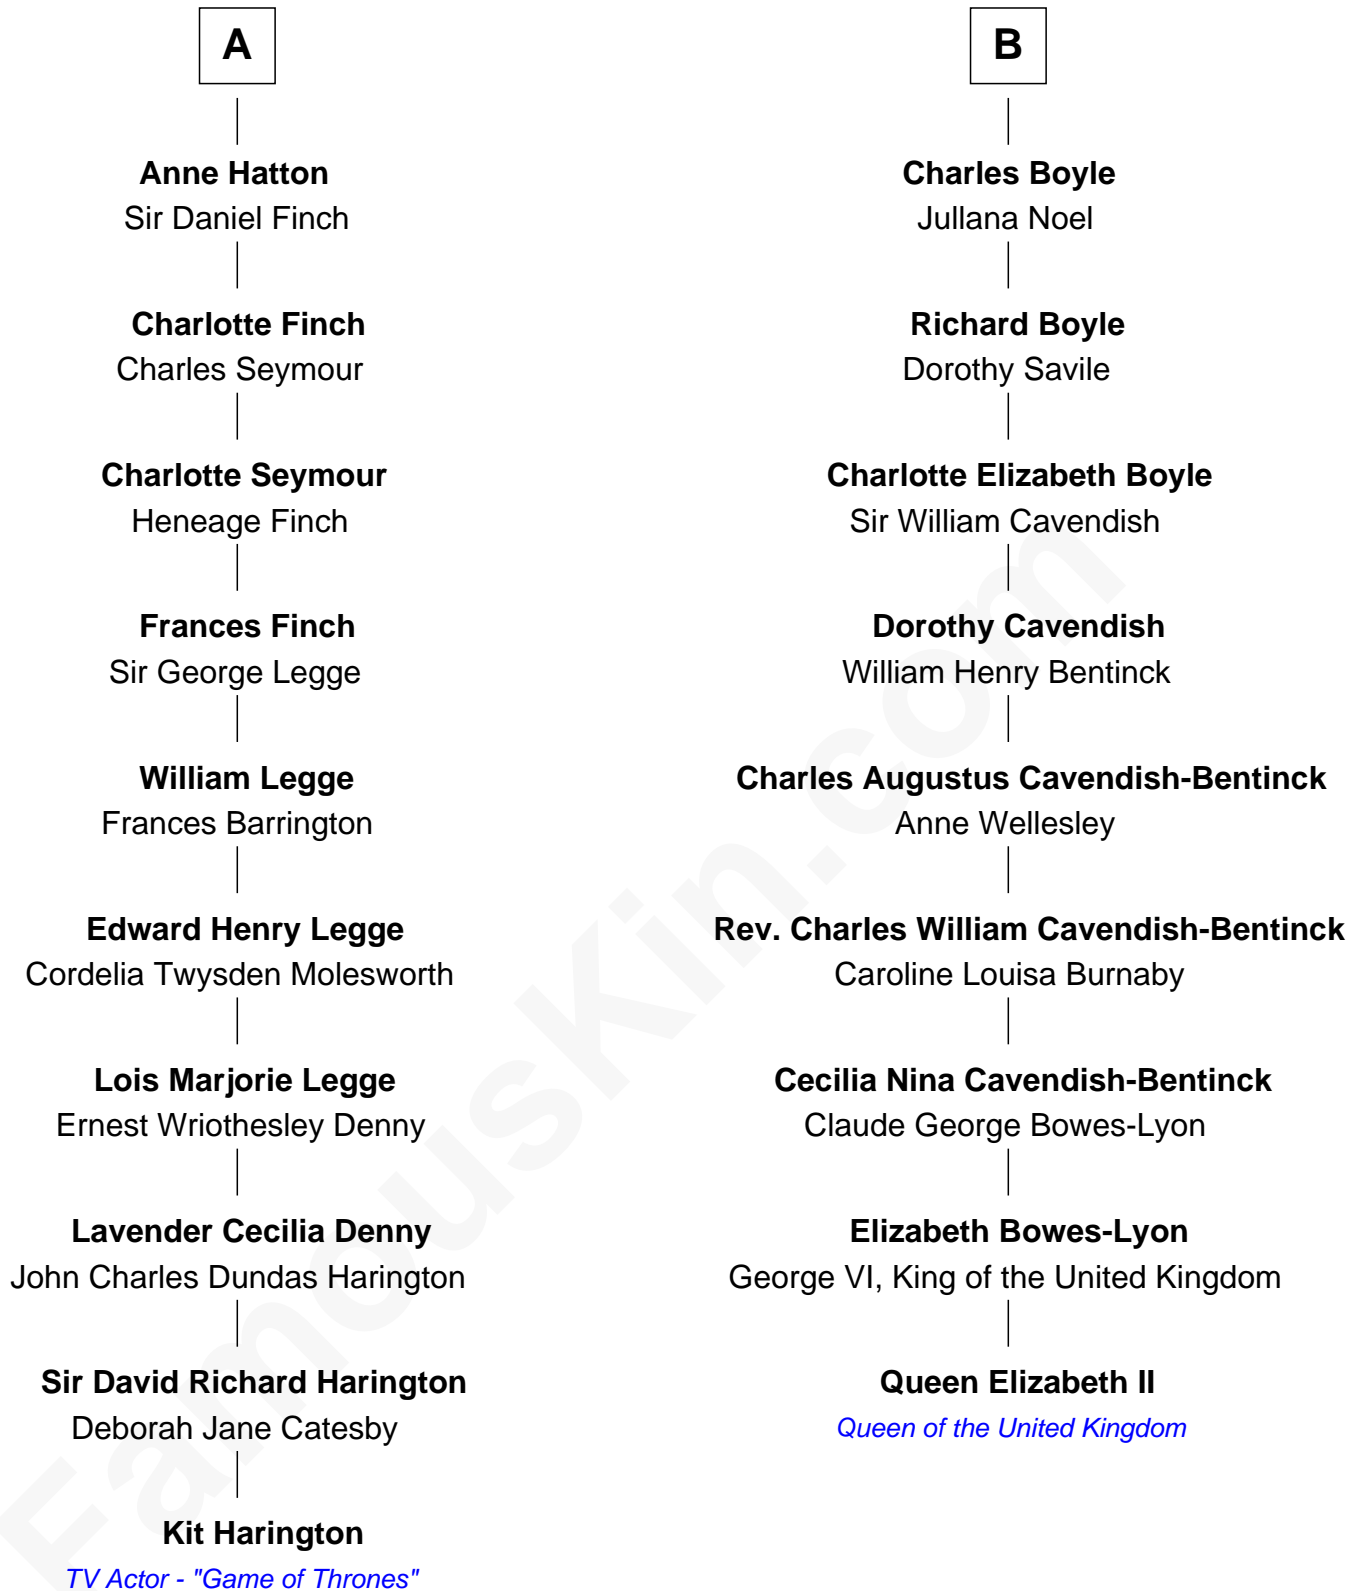 A
Anne Hatton
Sir Daniel Finch
Charlotte Finch
Charles Seymour
Charlotte Seymour
Heneage Finch
Frances Finch
Sir George Legge
William Legge
Frances Barrington
Edward Henry Legge
Cordelia Twysden Molesworth
Lois Marjorie Legge
Ernest Wriothesley Denny
Lavender Cecilia Denny
John Charles Dundas Harington
Sir David Richard Harington
Deborah Jane Catesby
Kit Harington
TV Actor - "Game of Thrones"
B
Charles Boyle
Jullana Noel
Richard Boyle
Dorothy Savile
Charlotte Elizabeth Boyle
Sir William Cavendish
Dorothy Cavendish
William Henry Bentinck
Charles Augustus Cavendish-Bentinck
Anne Wellesley
Rev. Charles William Cavendish-Bentinck
Caroline Louisa Burnaby
Cecilia Nina Cavendish-Bentinck
Claude George Bowes-Lyon
Elizabeth Bowes-Lyon
George VI, King of the United Kingdom
Queen Elizabeth II
Queen of the United Kingdom
FamousKin.com